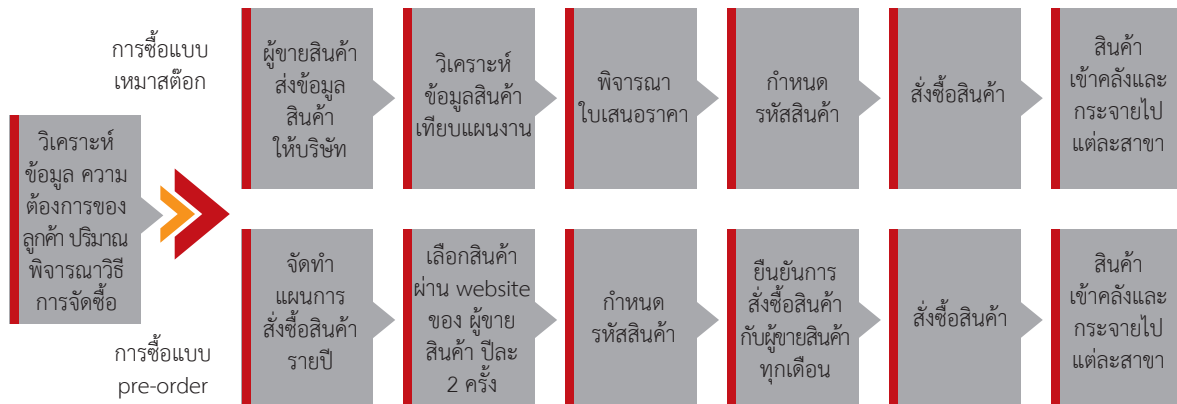 วิเคราะห์
ข้อมูล ความ
ต้องการของ
ลูกค้า ปริมาณ
พิจารณาวิธี
การจัดซื้อ
การซื้อแบบ
เหมาสต๊อก
ผู้ขายสินค้า
ส่งข้อมูล
สินค้า
ให้บริษัท
วิเคราะห์
ข้อมูลสินค้า
เทียบแผนงาน
พิจารณา
ใบเสนอราคา
กำหนด
รหัสสินค้า
สั่งซื้อสินค้า
สินค้า
เข้าคลังและ
กระจายไป
แต่ละสาขา
การซื้อแบบ
pre-order
จัดทำ
แผนการ
สั่งซื้อสินค้า
รายปี
เลือกสินค้า
ผ่าน website
ของ ผู้ขาย
สินค้า ปีละ
2 ครั้ง
กำหนด
รหัสสินค้า
ยืนยันการ
สั่งซื้อสินค้า
กับผู้ขายสินค้า
ทุกเดือน
สั่งซื้อสินค้า
สินค้า
เข้าคลังและ
กระจายไป
แต่ละสาขา